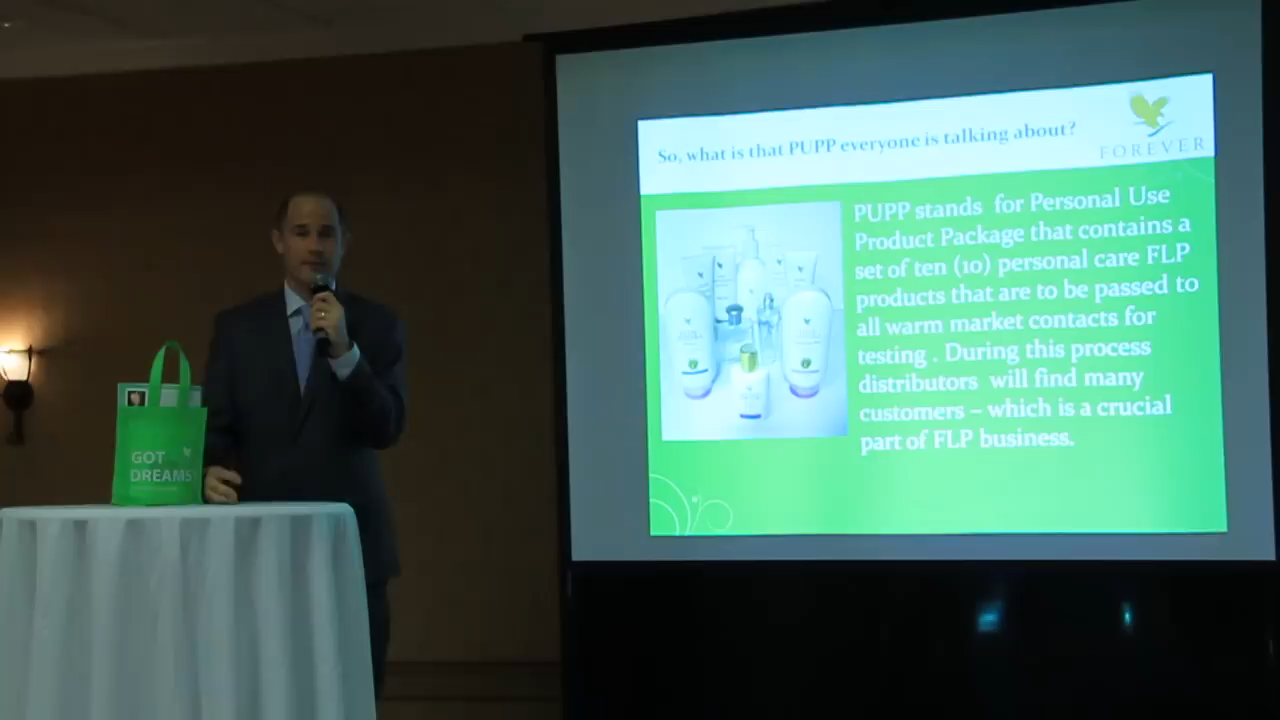 So, what is that PUPP everyone is talking about?
FOREVER
PUPP stands for Personal Use
Product Package that contains a
set of ten (10) personal care FLP
products that are to be passed to
all warm market contacts for
testing . During this process
distributors will find many
customers – which is a crucial
part of FLP business.
GOT
DREAMS